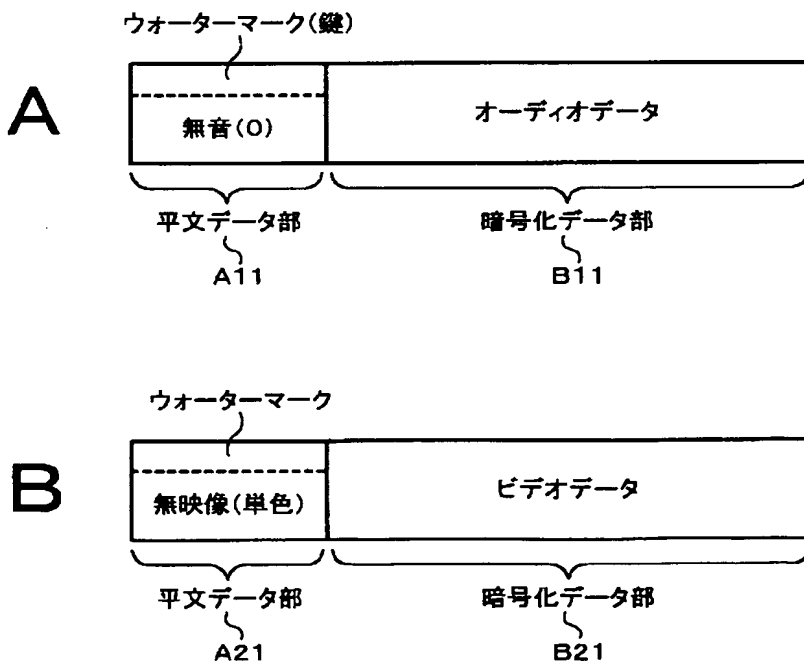 ウォーターマーク(鍵)
A
無音(0)
オーディオデータ
平文データ部
暗号化データ部
A11
B11
ウォーターマーク
B
無映像(単色)
ビデオデータ
平文データ部
暗号化データ部
A21
B21